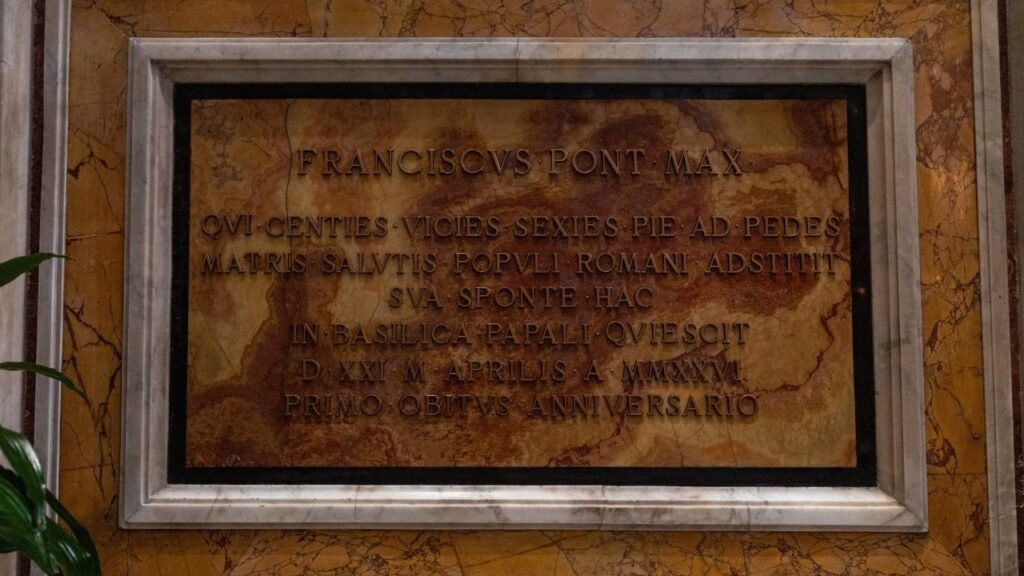 FRANCISCVS·PONT·MAX·
QVI·CENTIES·VICIES·SEXIES·PIE·AD·PEDES
MATRIS·SALVTIS·POPVLI·ROMANI·ADSTITIT
SVA·SPONTE·HAC
IN·BASILICA·PAPALI·QVIESCIT
D·XXI·M·APRILIS·A·MMXXVI
PRIMO·OBITVS·ANNIVERSARIO